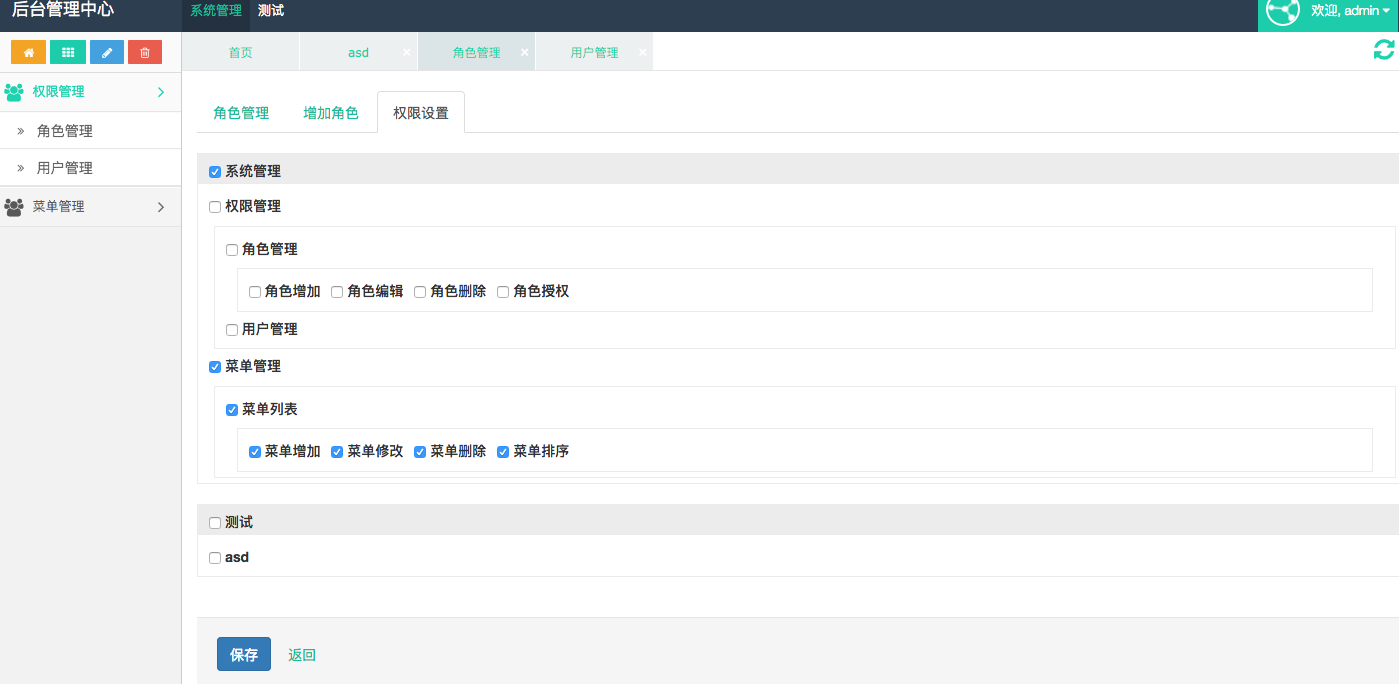 后台管理中心
系统管理 测试
欢迎, admin
首页 asd × 角色管理 × 用户管理 ×
权限管理
» 角色管理
» 用户管理
菜单管理
角色管理 增加角色 权限设置
系统管理
权限管理
角色管理
角色增加 角色编辑 角色删除 角色授权
用户管理
菜单管理
菜单列表
菜单增加 菜单修改 菜单删除 菜单排序
测试
asd
保存 返回